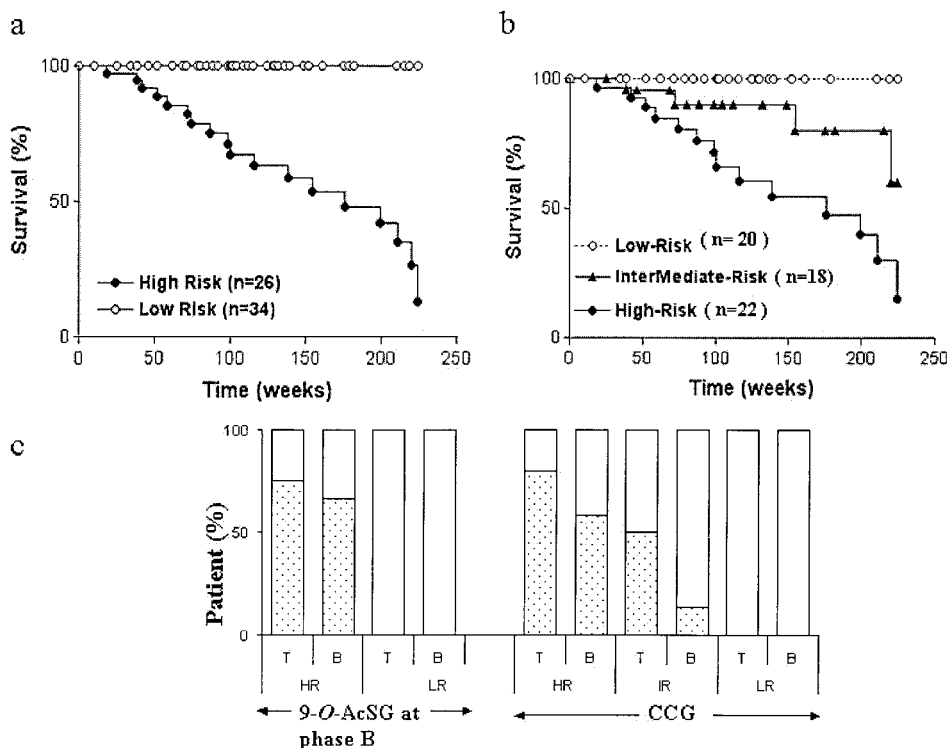 a
b
100
50
0
Survival (%)
High Risk (n=26)
Low Risk (n=34)
0 50 100 150 200 250
Time (weeks)
100
50
0
Survival (%)
Low-Risk ( n= 20 )
InterMediate-Risk ( n=18 )
High-Risk ( n=22 )
0 50 100 150 200 250
Time (weeks)
c
100
50
0
Patient (%)
T B T B T B T B T B
HR LR HR IR LR
9-O-AcSG at
phase B
CCG